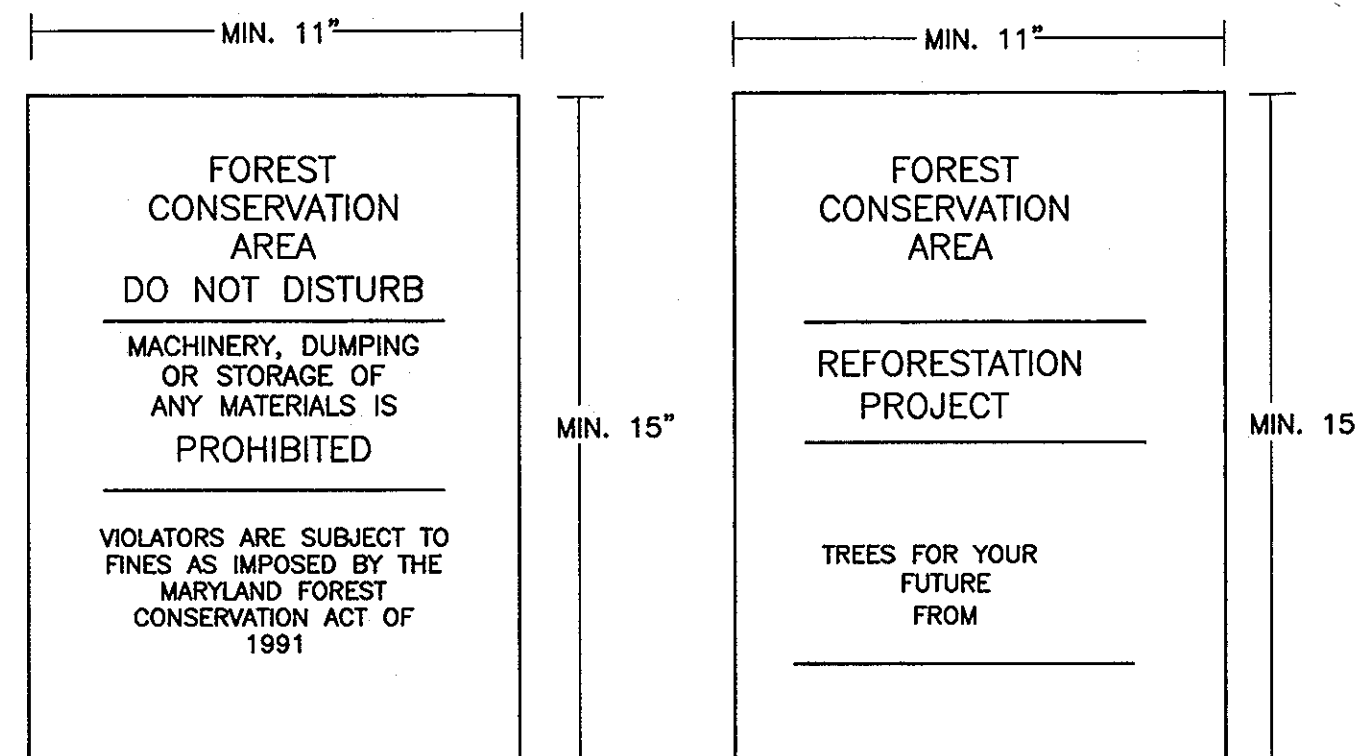 MIN. 11"
FOREST
CONSERVATION
AREA
DO NOT DISTURB
MACHINERY, DUMPING
OR STORAGE OF
ANY MATERIALS IS
PROHIBITED
VIOLATORS ARE SUBJECT TO
FINES AS IMPOSED BY THE
MARYLAND FOREST
CONSERVATION ACT OF
1991
MIN. 15"
MIN. 11"
FOREST
CONSERVATION
AREA
REFORESTATION
PROJECT
TREES FOR YOUR
FUTURE
FROM
MIN. 15